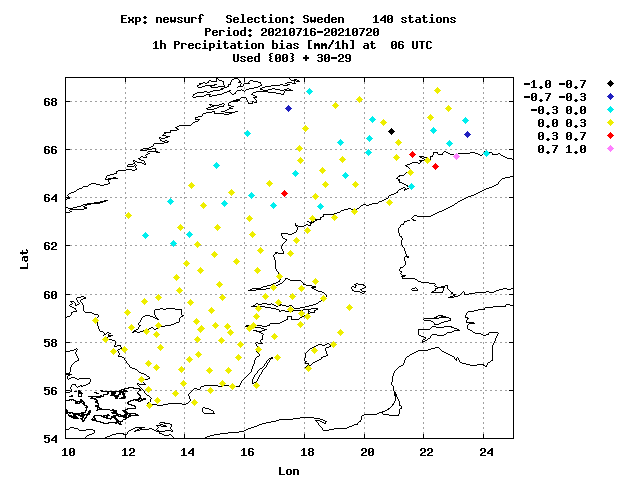 Exp: newsurf   Selection: Sweden    140 stations
Period: 20210716-20210720
1h Precipitation bias [mm/1h] at  06 UTC
Used {00} + 30-29
-1.0 -0.7
-0.7 -0.3
-0.3 0.0
0.0 0.3
0.3 0.7
0.7 1.0
68
66
64
62
60
58
56
54
Lat
10 12 14 16 18 20 22 24
Lon